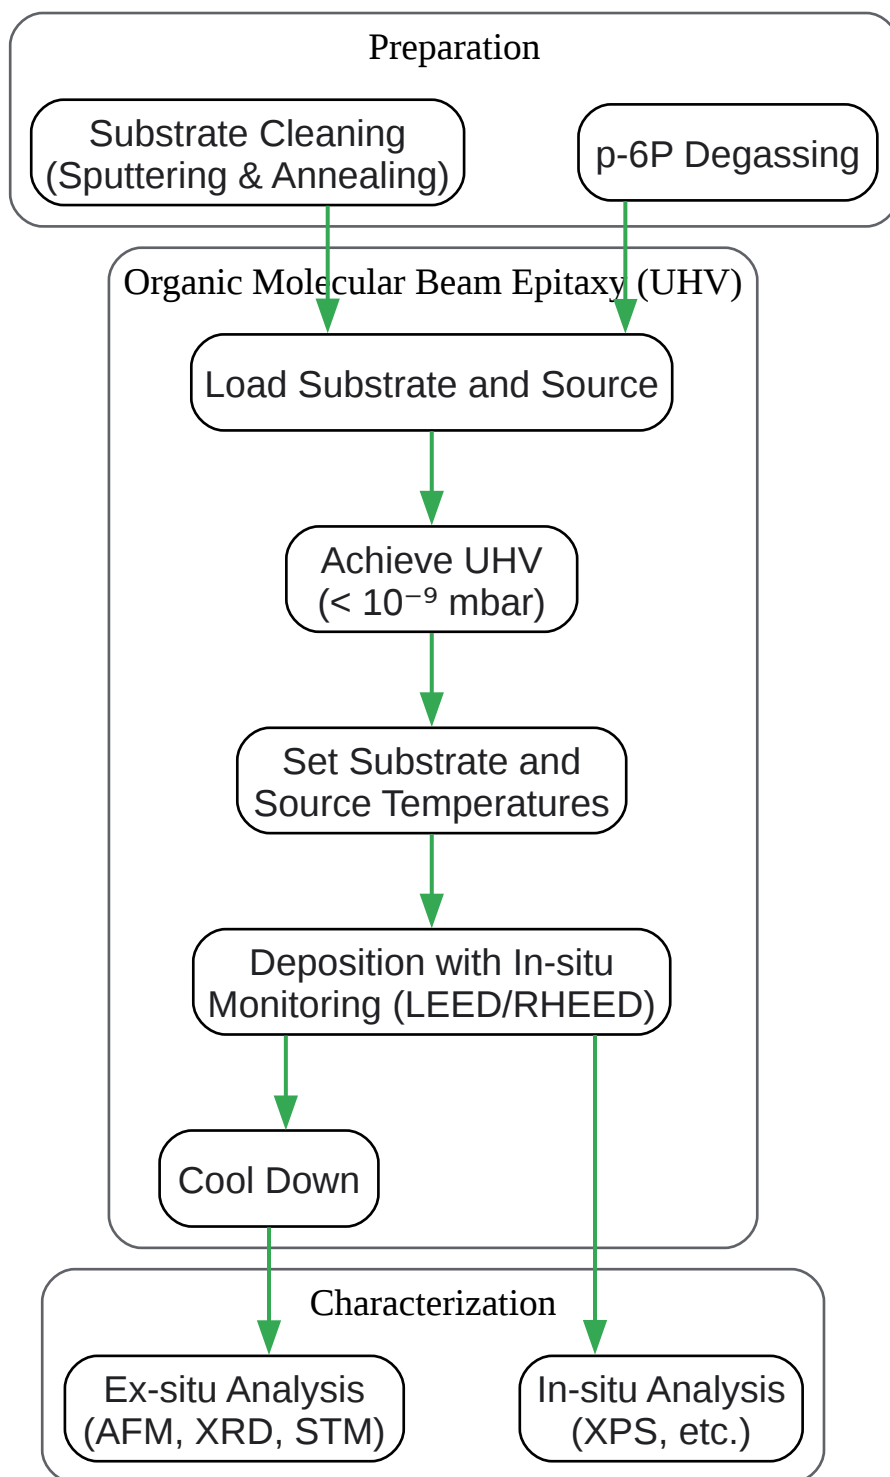 Preparation
Substrate Cleaning
(Sputtering & Annealing)
p-6P Degassing
Organic Molecular Beam Epitaxy (UHV)
Load Substrate and Source
Achieve UHV
(< 10⁻⁹ mbar)
Set Substrate and
Source Temperatures
Deposition with In-situ
Monitoring (LEED/RHEED)
Cool Down
Characterization
Ex-situ Analysis
(AFM, XRD, STM)
In-situ Analysis
(XPS, etc.)